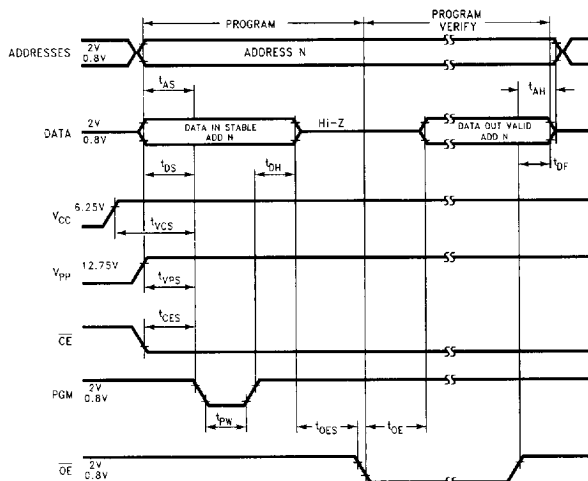 PROGRAM
PROGRAM
VERIFY
ADDRESSES
2V
0.8V
ADDRESS N
tAS
tAH
DATA
2V
0.8V
DATA IN STABLE
ADD N
Hi-Z
DATA OUT VALID
ADD N
tDS
tDH
tDF
VCC
6.25V
tVCS
VPP
12.75V
tVPS
CE
tCES
PGM
2V
0.8V
tPW
tOES
tOE
OE
2V
0.8V